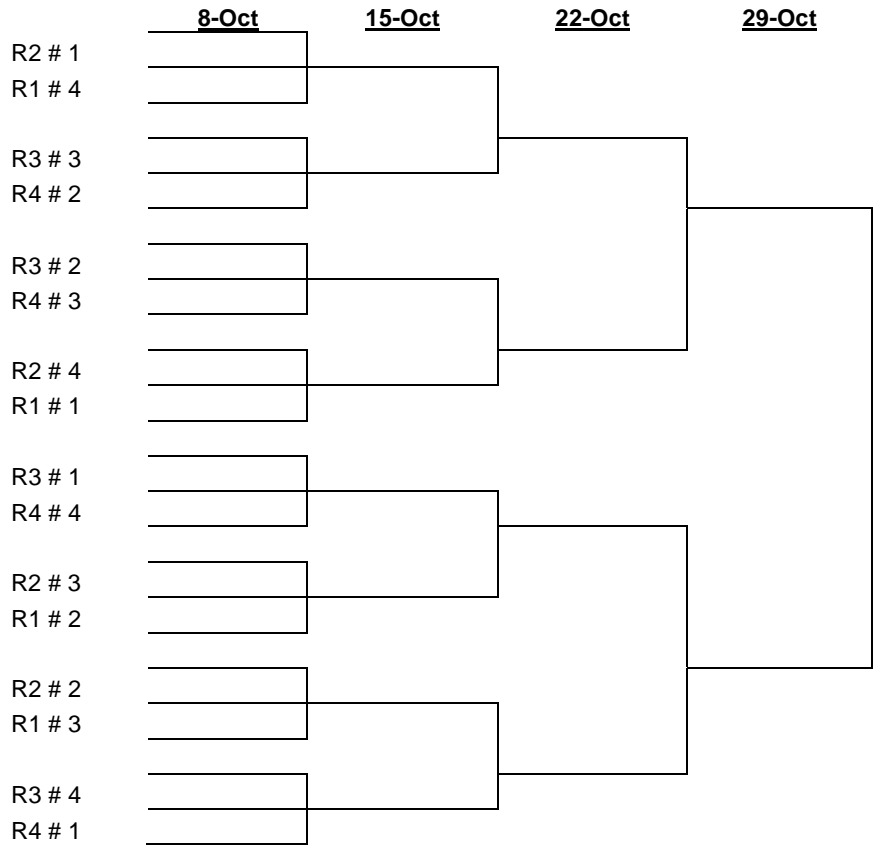 8-Oct 15-Oct 22-Oct 29-Oct
R2 # 1
R1 # 4
R3 # 3
R4 # 2
R3 # 2
R4 # 3
R2 # 4
R1 # 1
R3 # 1
R4 # 4
R2 # 3
R1 # 2
R2 # 2
R1 # 3
R3 # 4
R4 # 1